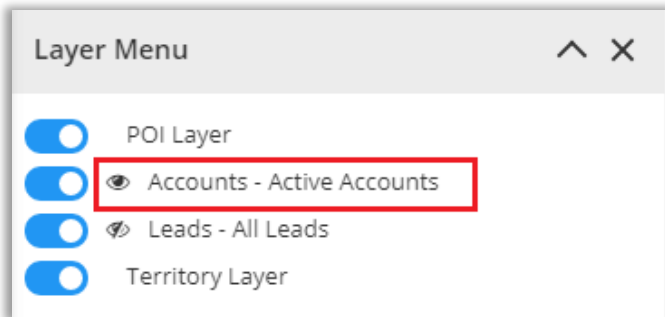 Layer Menu
POI Layer
Accounts - Active Accounts
Leads - All Leads
Territory Layer